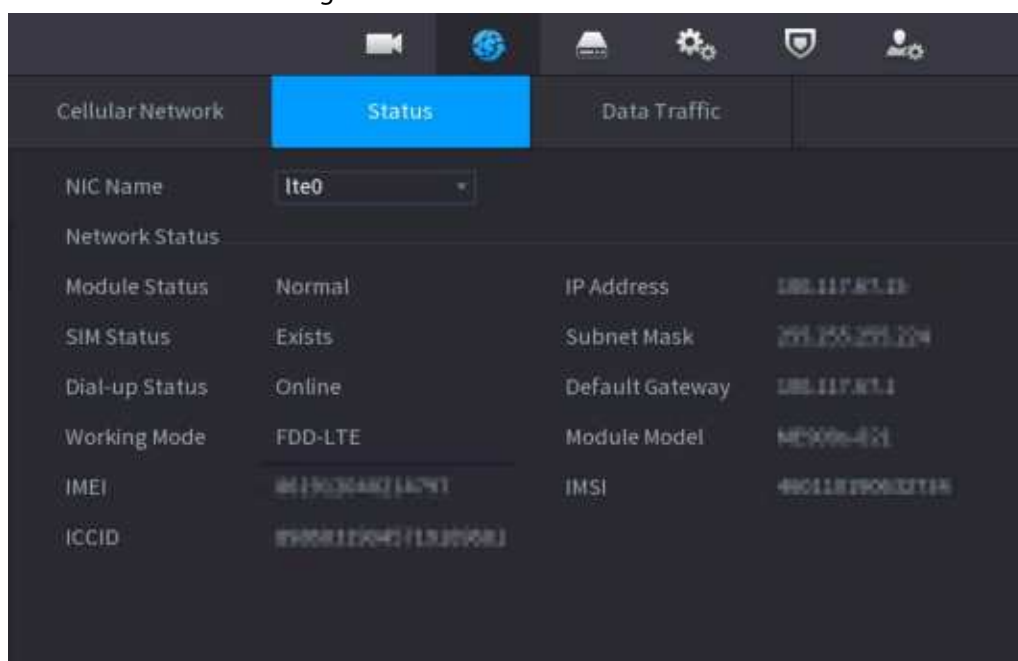 Cellular Network Status Data Traffic
NIC Name lte0
Network Status
Module Status Normal IP Address
SIM Status Exists Subnet Mask
Dial-up Status Online Default Gateway
Working Mode FDD-LTE Module Model
IMEI IMSI
ICCID